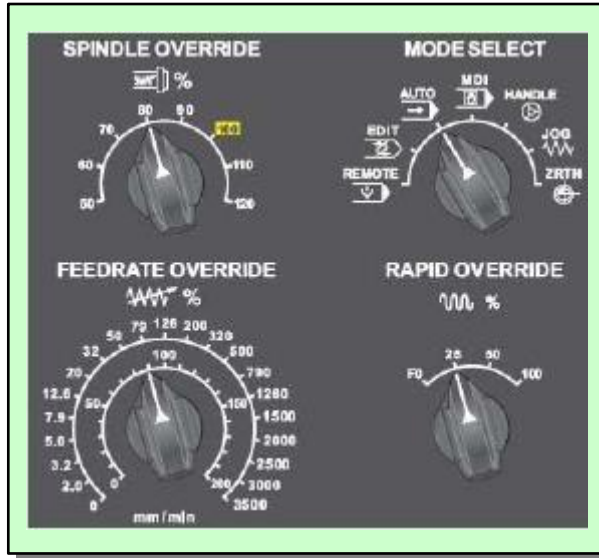 SPINDLE OVERRIDE
%
80 90
70 100
60 110
50 120
MODE SELECT
MDI
AUTO HANDLE
EDIT JOG
REMOTE ZRTN
FEEDRATE OVERRIDE
%
79 126 200
50 320
32 100 500
20 790
12.6 1260
50 150
7.9 1500
5.0 2000
3.2 2500
2.0 0 200 3000
0 3500
mm/min
RAPID OVERRIDE
%
25 50
F0 100